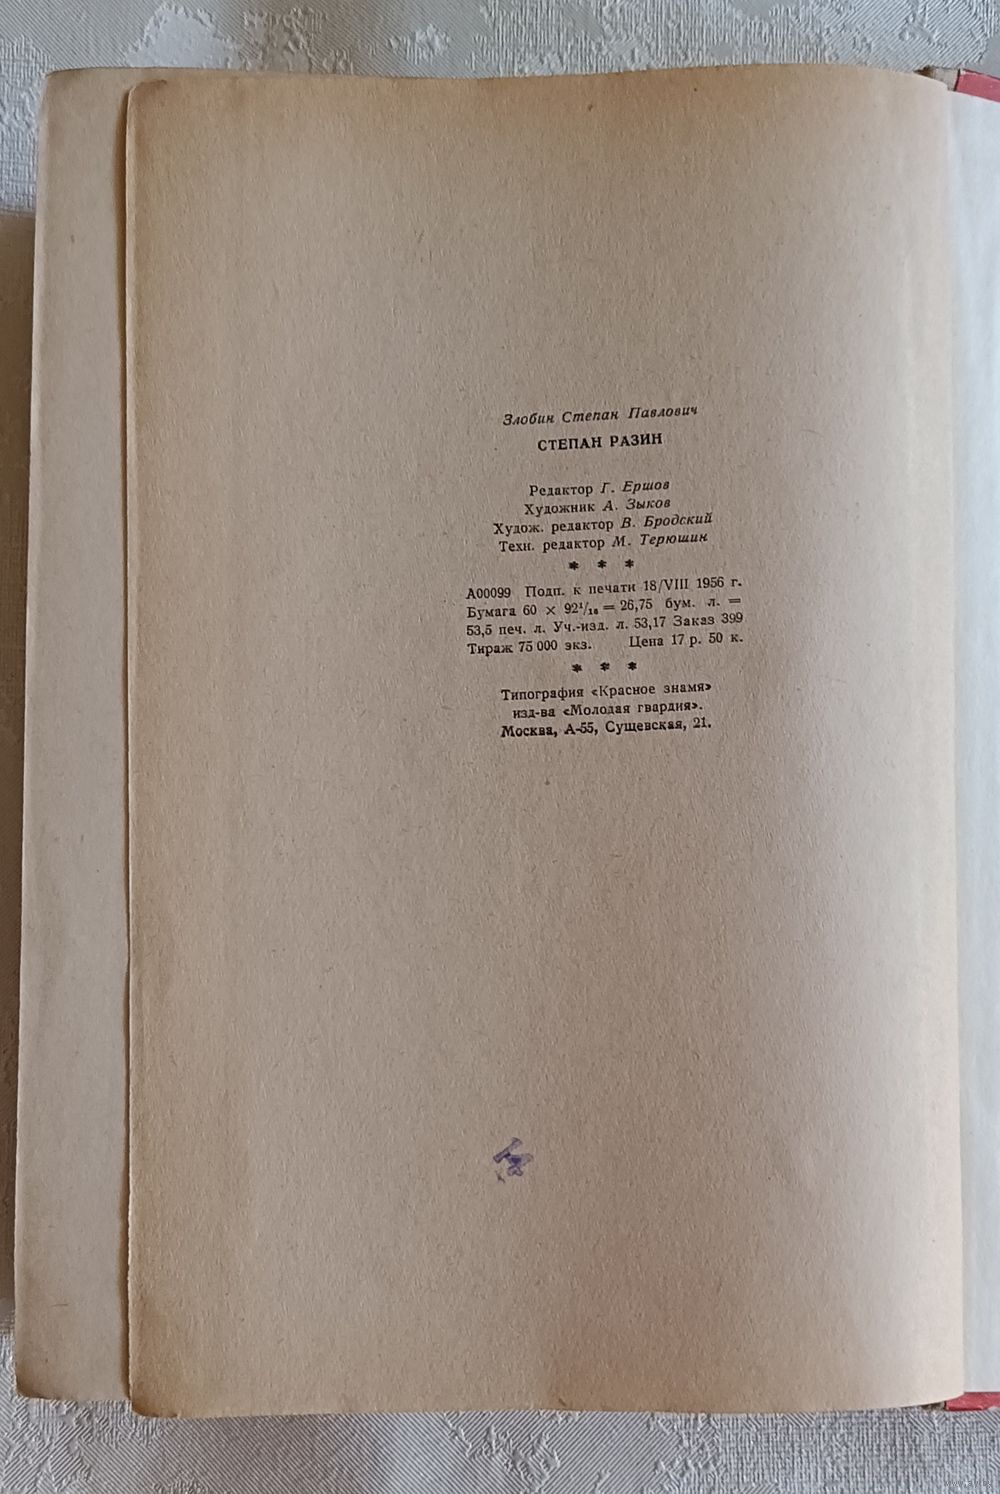 Злобин Степан Павлович
СТЕПАН РАЗИН
Редактор Г. Ершов
Художник А. Зыков
Худож. редактор В. Бродский
Техн. редактор М. Терюшин
* * *
А00099 Подп. к печати 18/VIII 1956 г.
Бумага 60 × 92¹/₁₆ = 26,75 бум. л. =
53,5 печ. л. Уч.-изд. л. 53,17 Заказ 399
Тираж 75 000 экз. Цена 17 р. 50 к.
* * *
Типография «Красное знамя»
изд-ва «Молодая гвардия».
Москва, А-55, Сущевская, 21.